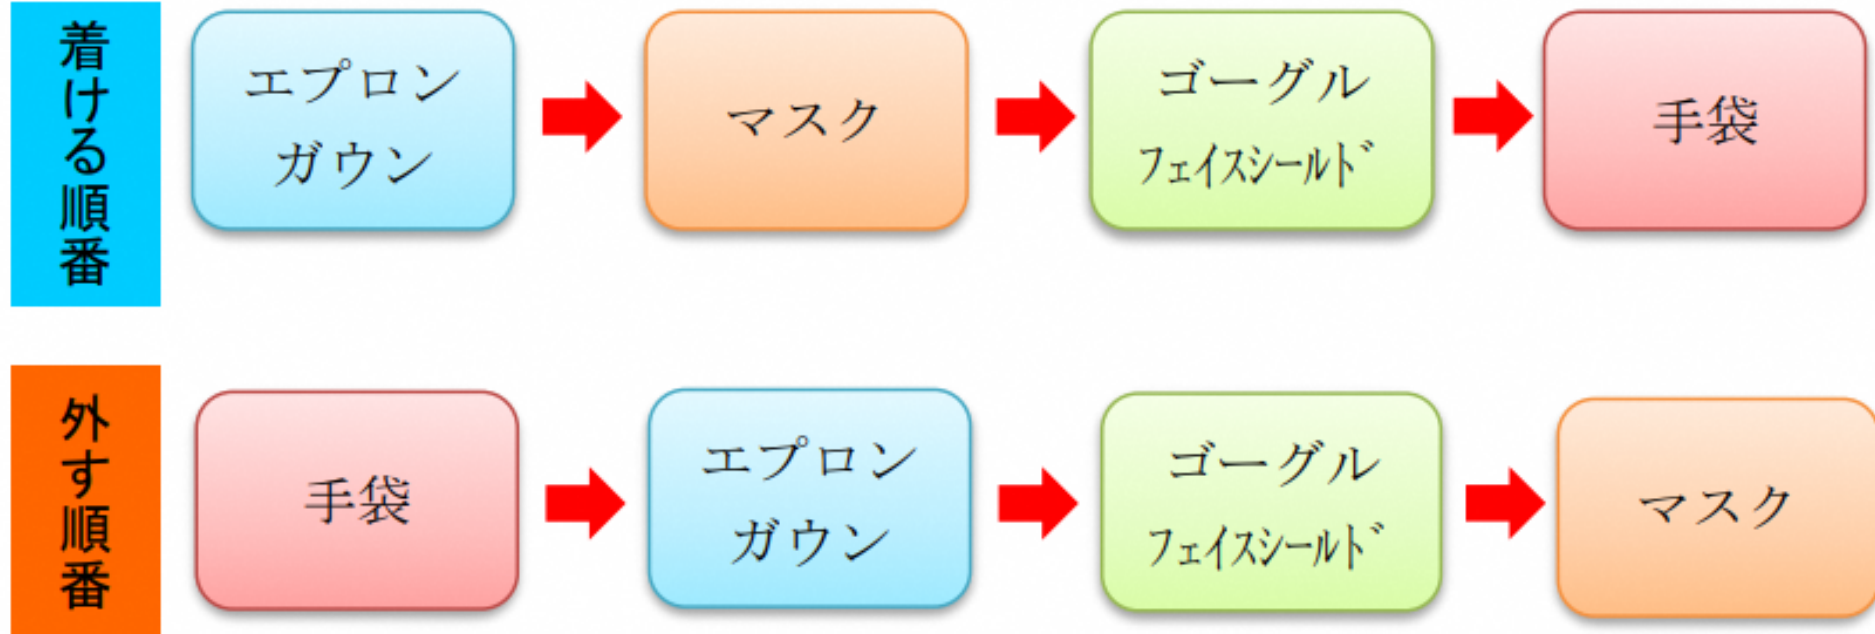 着ける順番
エプロン
ガウン
マスク
ゴーグル
ﾌｪｲｽｼｰﾙﾄﾞ
手袋
外す順番
手袋
エプロン
ガウン
ゴーグル
ﾌｪｲｽｼｰﾙﾄﾞ
マスク